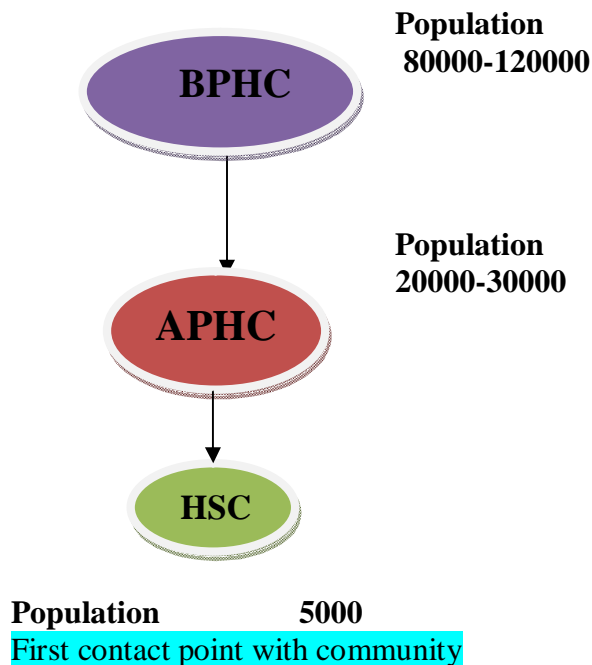 Population
80000-120000
BPHC
Population
20000-30000
APHC
HSC
Population 5000
First contact point with community